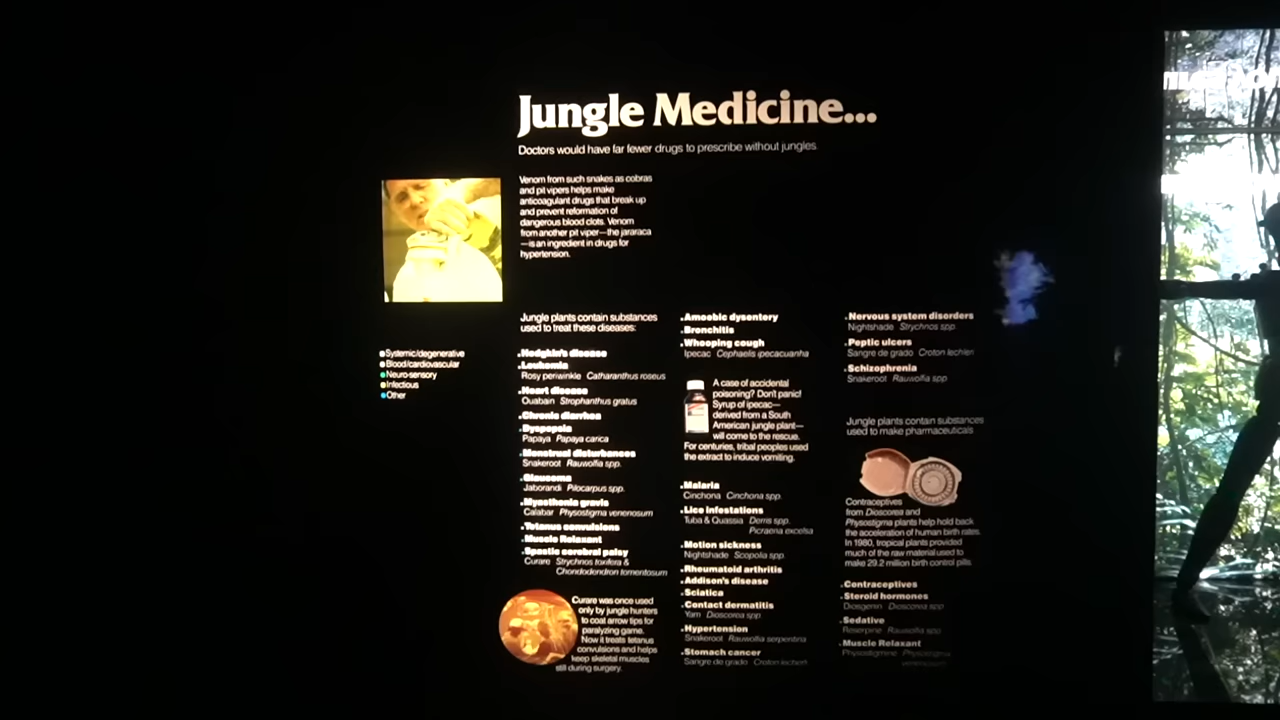 Jungle Medicine...
Doctors would have far fewer drugs to prescribe without jungles.
Venom from such snakes as cobras
and pit vipers helps make
anticoagulant drugs that break up
and prevent reformation of
dangerous blood clots. Venom
from another pit viper—the jararaca
—is an ingredient in drugs for
hypertension.
Systemic/degenerative
Blood/cardiovascular
Neuro-sensory
Infectious
Other
Jungle plants contain substances
used to treat these diseases:
Hodgkin's disease
Leukemia
Rosy periwinkle Catharanthus roseus
Heart disease
Ouabain Strophanthus gratus
Chronic diarrhea
Dyspepsia
Papaya Papaya carica
Menstrual disturbances
Snakeroot Rauwolfia spp.
Glaucoma
Jaborandi Pilocarpus spp.
Myasthenia gravis
Calabar Physostigma venenosum
Tetanus convulsions
Muscle Relaxant
Spastic cerebral palsy
Curare Strychnos toxifera &
Chondodendron tomentosum
Curare was once used
only by jungle hunters
to coat arrow tips for
paralyzing game.
Now it treats tetanus
convulsions and helps
keep skeletal muscles
still during surgery.
Amoebic dysentery
Bronchitis
Whooping cough
Ipecac Cephaelis ipecacuanha
A case of accidental
poisoning? Don't panic!
Syrup of ipecac—
derived from a South
American jungle plant—
will come to the rescue.
For centuries, tribal peoples used
the extract to induce vomiting.
Malaria
Cinchona Cinchona spp.
Lice infestations
Tuba & Quassia Derris spp.
Picraena excelsa
Motion sickness
Nightshade Scopolia spp.
Rheumatoid arthritis
Addison's disease
Sciatica
Contact dermatitis
Yam Dioscorea spp.
Hypertension
Snakeroot Rauwolfia serpentina
Stomach cancer
Sangre de grado Croton lechleri
Nervous system disorders
Nightshade Strychnos spp.
Peptic ulcers
Sangre de grado Croton lechleri
Schizophrenia
Snakeroot Rauwolfia spp.
Jungle plants contain substances
used to make pharmaceuticals
Contraceptives
from Dioscorea and
Physostigma plants help hold back
the acceleration of human birth rates.
In 1980, tropical plants provided
much of the raw material used to
make 29.2 million birth control pills.
Contraceptives
Steroid hormones
Diosgenin Dioscorea spp.
Sedative
Reserpine Rauwolfia spp.
Muscle Relaxant
Physostigmine Physostigma
venenosum